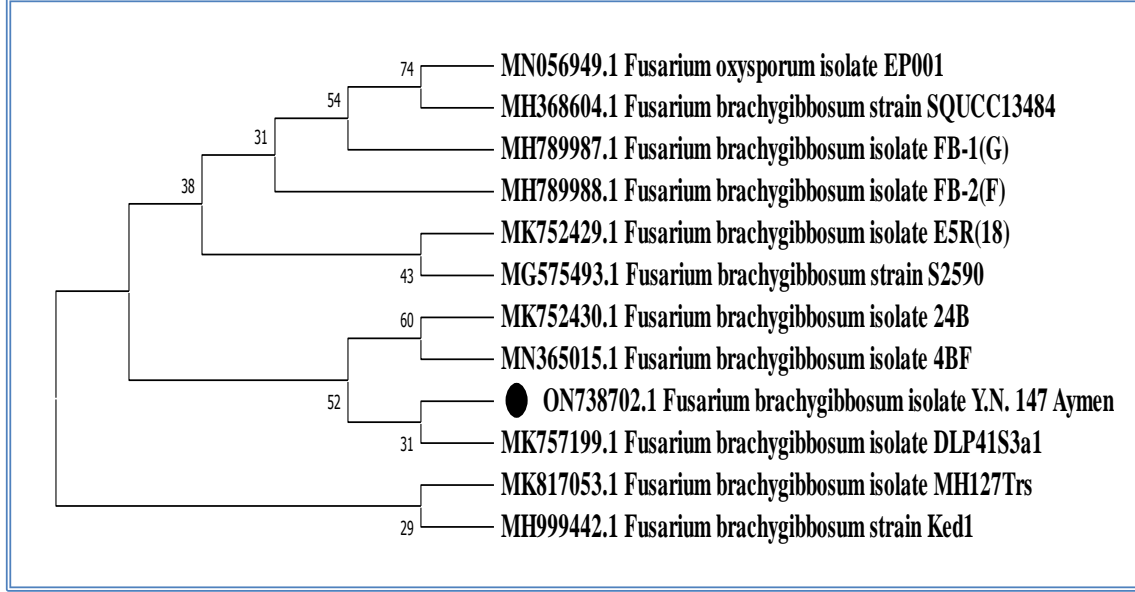 74
MN056949.1 Fusarium oxysporum isolate EP001
54
MH368604.1 Fusarium brachygibbosum strain SQUCC13484
31
MH789987.1 Fusarium brachygibbosum isolate FB-1(G)
38
MH789988.1 Fusarium brachygibbosum isolate FB-2(F)
MK752429.1 Fusarium brachygibbosum isolate E5R(18)
43
MG575493.1 Fusarium brachygibbosum strain S2590
60
MK752430.1 Fusarium brachygibbosum isolate 24B
MN365015.1 Fusarium brachygibbosum isolate 4BF
52
ON738702.1 Fusarium brachygibbosum isolate Y.N. 147 Aymen
31
MK757199.1 Fusarium brachygibbosum isolate DLP41S3a1
MK817053.1 Fusarium brachygibbosum isolate MH127Trs
29
MH999442.1 Fusarium brachygibbosum strain Ked1